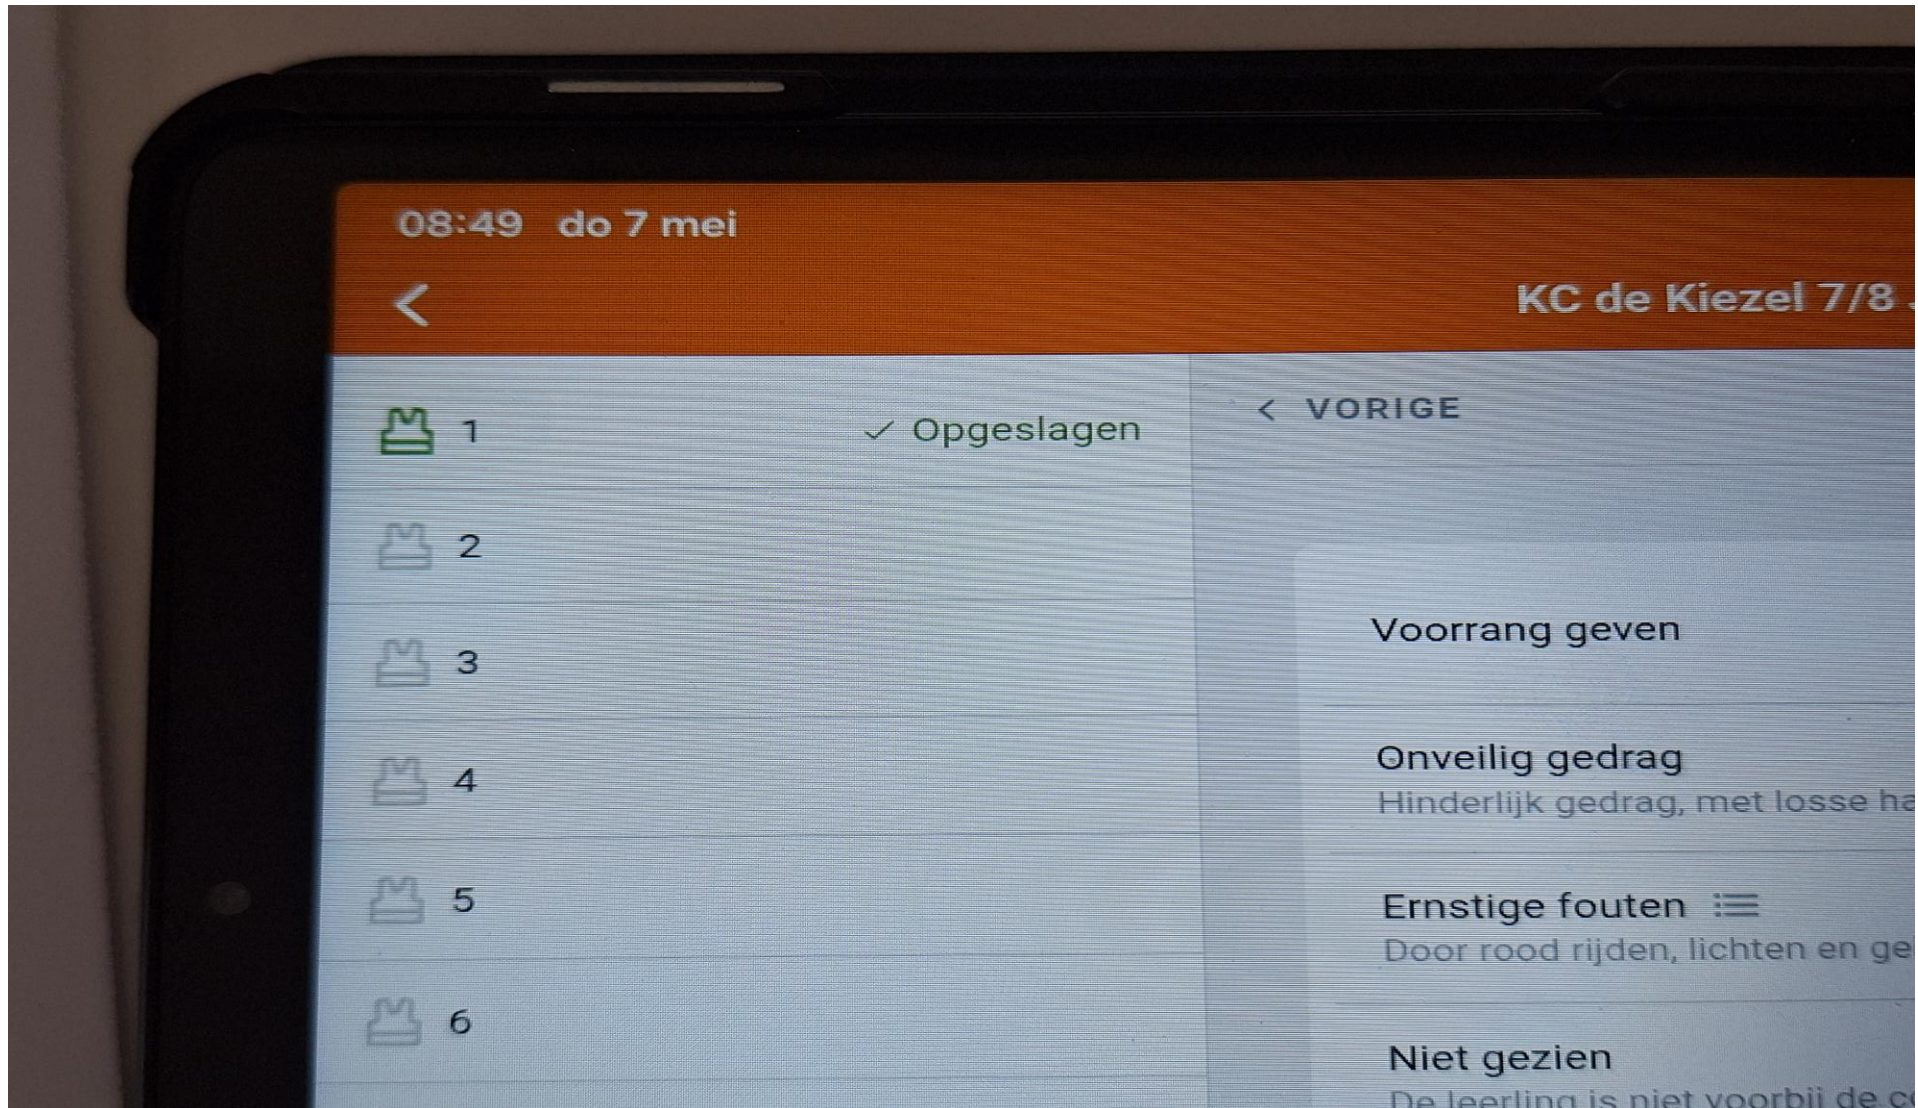 08:49 do 7 mei
KC de Kiezel 7/8
1 ✓ Opgeslagen
2
3
4
5
6
< VORIGE
Voorrang geven
Onveilig gedrag
Hinderlijk gedrag, met losse
Ernstige fouten
Door rood rijden, lichten en
Niet gezien
De leerling is niet voorbij de